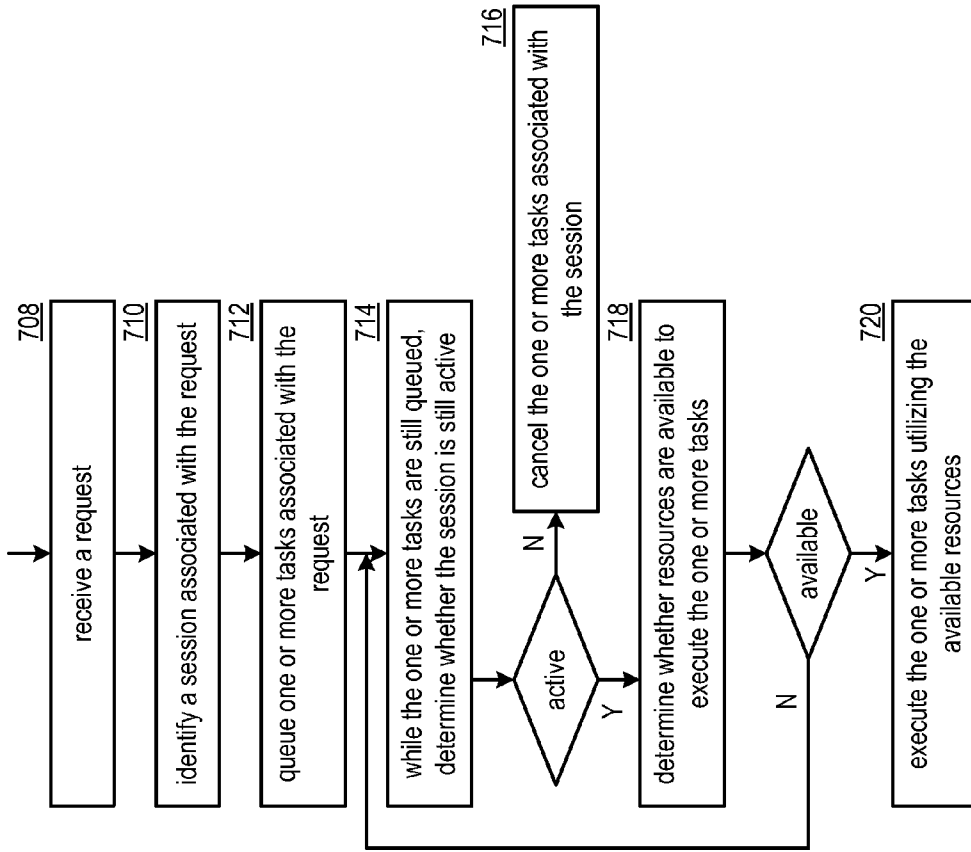 708
receive a request
710
identify a session associated with the request
712
queue one or more tasks associated with the
request
714
while the one or more tasks are still queued,
determine whether the session is still active
active
N
Y
716
cancel the one or more tasks associated with
the session
718
determine whether resources are available to
execute the one or more tasks
available
N
Y
720
execute the one or more tasks utilizing the
available resources